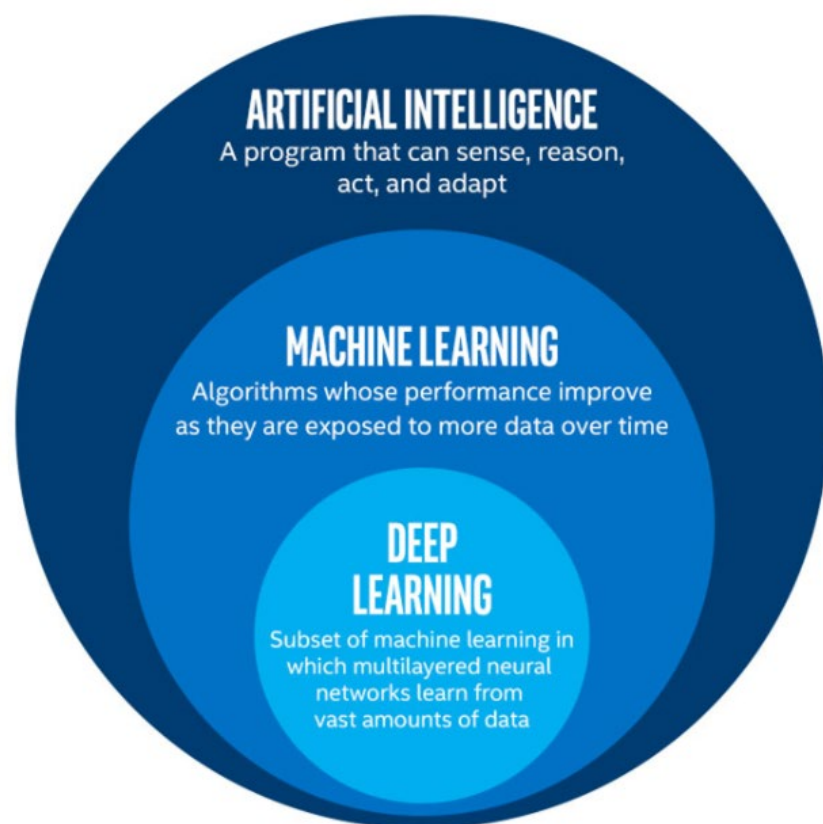 ARTIFICIAL INTELLIGENCE
A program that can sense, reason,
act, and adapt
MACHINE LEARNING
Algorithms whose performance improve
as they are exposed to more data over time
DEEP
LEARNING
Subset of machine learning in
which multilayered neural
networks learn from
vast amounts of data